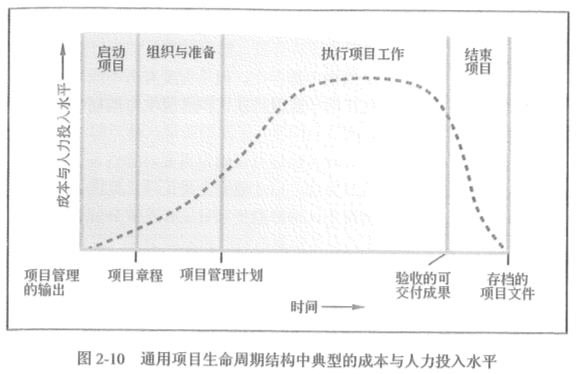 启动
项目
组织与准备
执行项目工作
结束
项目
成本与人力投入水平
项目管理
的输出
项目章程
项目管理计划
验收的可
交付成果
存档的
项目文件
时间
图 2-10 通用项目生命周期结构中典型的成本与人力投入水平